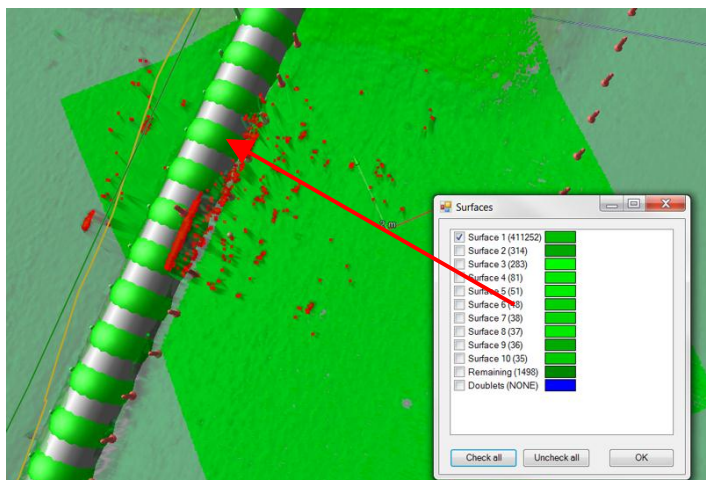 Surfaces
Surface 1 (411252)
Surface 2 (314)
Surface 3 (283)
Surface 4 (81)
Surface 5 (51)
Surface 6 (48)
Surface 7 (38)
Surface 8 (37)
Surface 9 (36)
Surface 10 (35)
Remaining (1498)
Doublets (NONE)
Check all
Uncheck all
OK